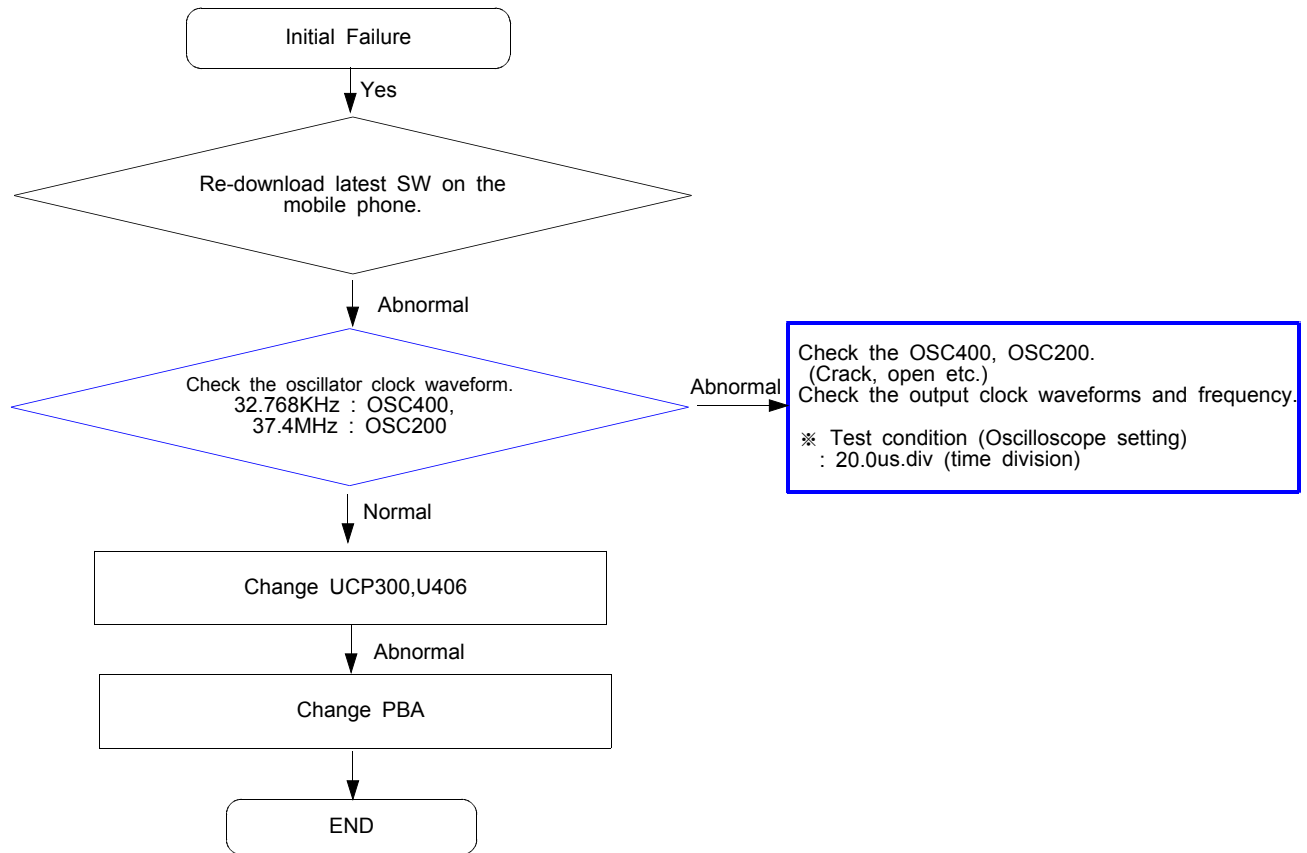 Initial Failure
Yes
Re-download latest SW on the
mobile phone.
Abnormal
Check the oscillator clock waveform.
32.768KHz : OSC400,
37.4MHz : OSC200
Abnormal
Check the OSC400, OSC200.
(Crack, open etc.)
Check the output clock waveforms and frequency.
※ Test condition (Oscilloscope setting)
: 20.0us.div (time division)
Normal
Change UCP300,U406
Abnormal
Change PBA
END